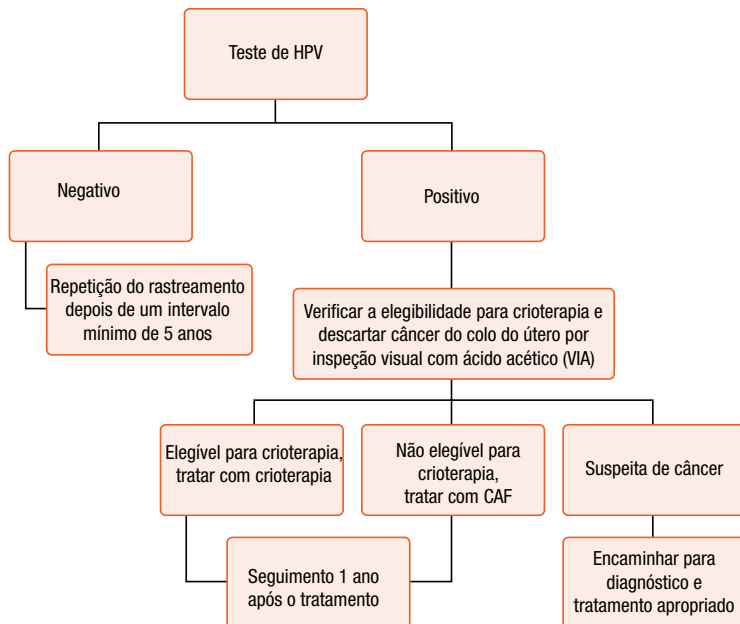 Teste de HPV
Negativo
Positivo
Repetição do rastreamento
depois de um intervalo
mínimo de 5 anos
Verificar a elegibilidade para crioterapia e
descartar câncer do colo do útero por
inspeção visual com ácido acético (VIA)
Elegível para crioterapia,
tratar com crioterapia
Não elegível para
crioterapia,
tratar com CAF
Suspeita de câncer
Seguimento 1 ano
após o tratamento
Encaminhar para
diagnóstico e
tratamento apropriado